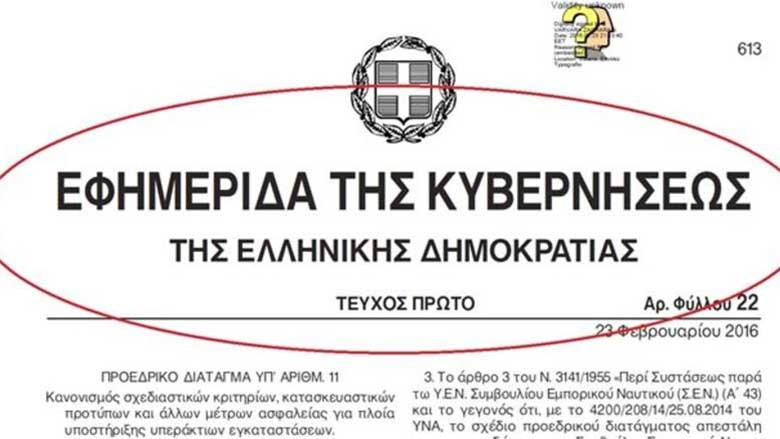 Validity unknown
613
ΕΦΗΜΕΡΙΔΑ ΤΗΣ ΚΥΒΕΡΝΗΣΕΩΣ
ΤΗΣ ΕΛΛΗΝΙΚΗΣ ΔΗΜΟΚΡΑΤΙΑΣ
ΤΕΥΧΟΣ ΠΡΩΤΟ
Αρ. Φύλλου 22
23 Φεβρουαρίου 2016
ΠΡΟΕΔΡΙΚΟ ΔΙΑΤΑΓΜΑ ΥΠ’ ΑΡΙΘΜ. 11
Κανονισμός σχεδιαστικών κριτηρίων, κατασκευαστικών
προτύπων και άλλων μέτρων ασφαλείας για πλοία
υποστήριξης υπεράκτιων εγκαταστάσεων.
3. Το άρθρο 3 του Ν. 3141/1955 «Περί Συστάσεως παρά
τω Υ.Ε.Ν. Συμβουλίου Εμπορικού Ναυτικού (Σ.Ε.Ν.) (Α΄ 43)
και το γεγονός ότι, με το 4200/208/14/25.08.2014 του
ΥΝΑ, το σχέδιο προεδρικού διατάγματος απεστάλη